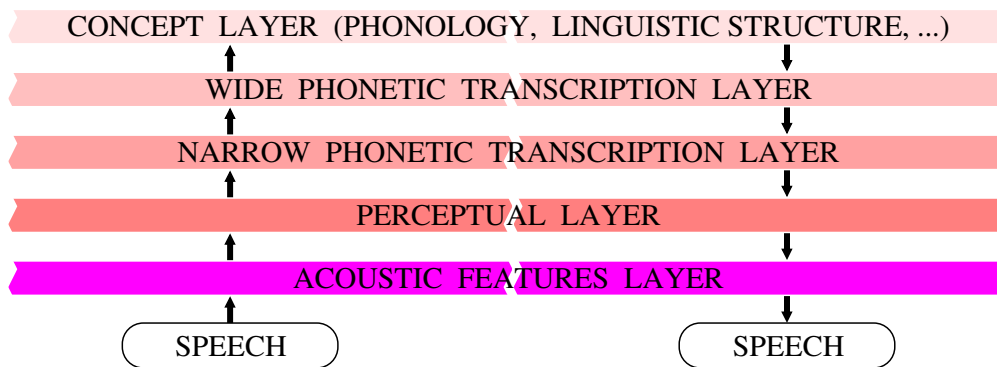 CONCEPT LAYER (PHONOLOGY, LINGUISTIC STRUCTURE, ...)
WIDE PHONETIC TRANSCRIPTION LAYER
NARROW PHONETIC TRANSCRIPTION LAYER
PERCEPTUAL LAYER
ACOUSTIC FEATURES LAYER
SPEECH
SPEECH